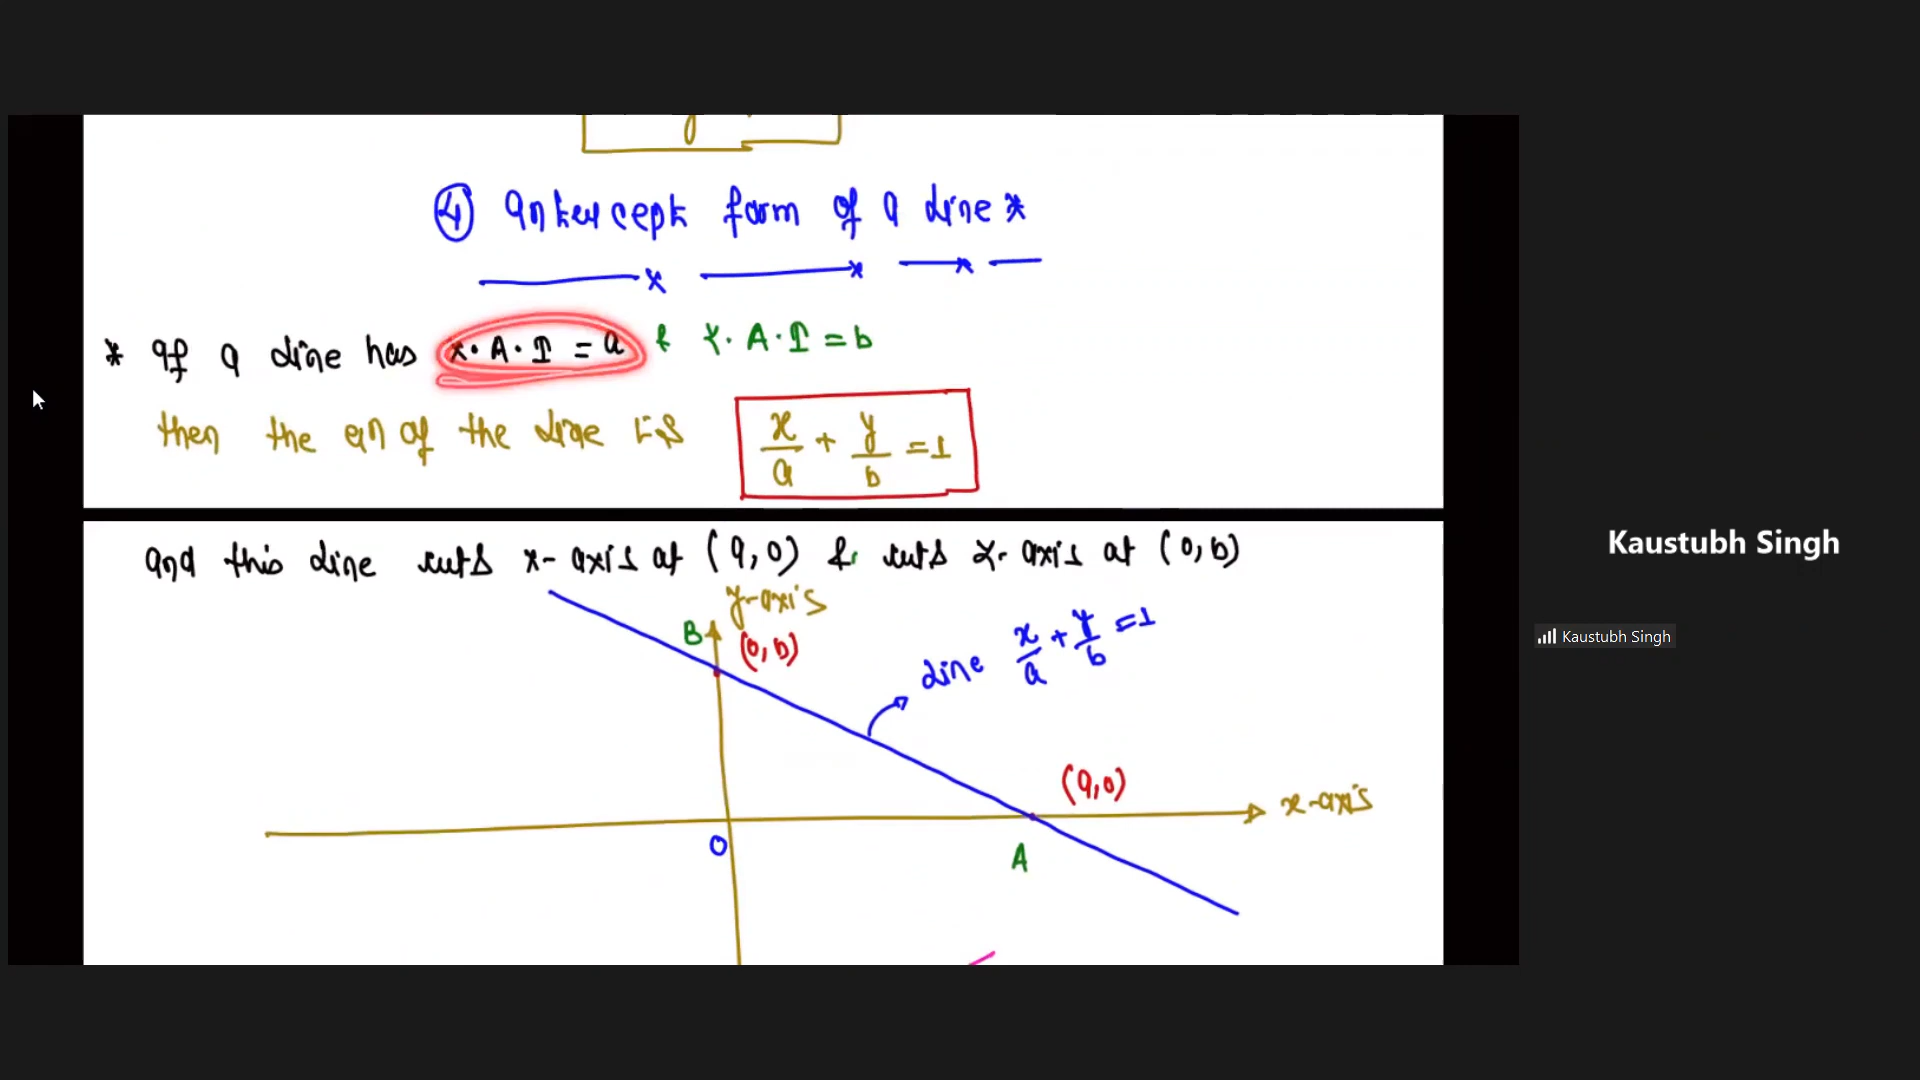 ④ Intercept form of a Line *
* If a line has x.A.I = a & Y.A.I = b
then the eqn of the line is x/a + y/b = 1
and this line cuts x-axis at (a,0) & cuts y-axis at (0,b)
y-axis
B
(0,b)
Line x/a + y/b = 1
(a,0)
x-axis
O
A
Kaustubh Singh
Kaustubh Singh